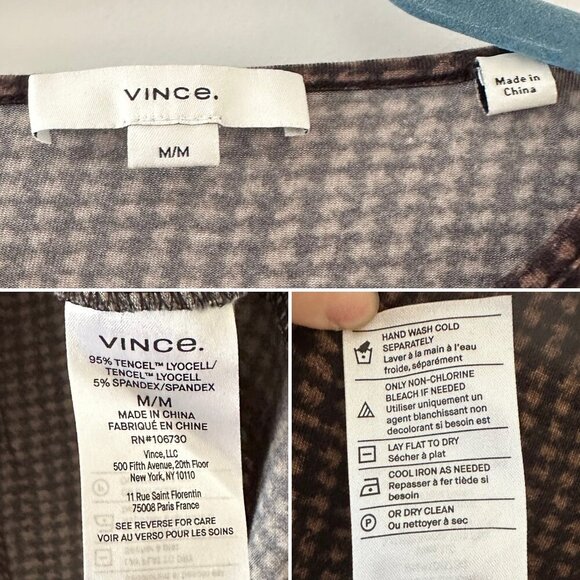 VINCE.
M/M
Made in
China
VINCE.
95% TENCEL™ LYOCELL/
TENCEL™ LYOCELL
5% SPANDEX/SPANDEX
M/M
MADE IN CHINA
FABRIQUÉ EN CHINE
RN#106730
Vince, LLC
500 Fifth Avenue, 20th Floor
New York, NY 10110
11 Rue Saint Florentin
75008 Paris France
SEE REVERSE FOR CARE
VOIR AU VERSO POUR LES SOINS
HAND WASH COLD
SEPARATELY
Laver à la main à l'eau
froide, séparément
ONLY NON-CHLORINE
BLEACH IF NEEDED
Utiliser uniquement un
agent blanchissant non
decolorant si besoin est
LAY FLAT TO DRY
Sécher à plat
COOL IRON AS NEEDED
Repasser à fer tiède si
besoin
P
OR DRY CLEAN
Ou nettoyer à sec